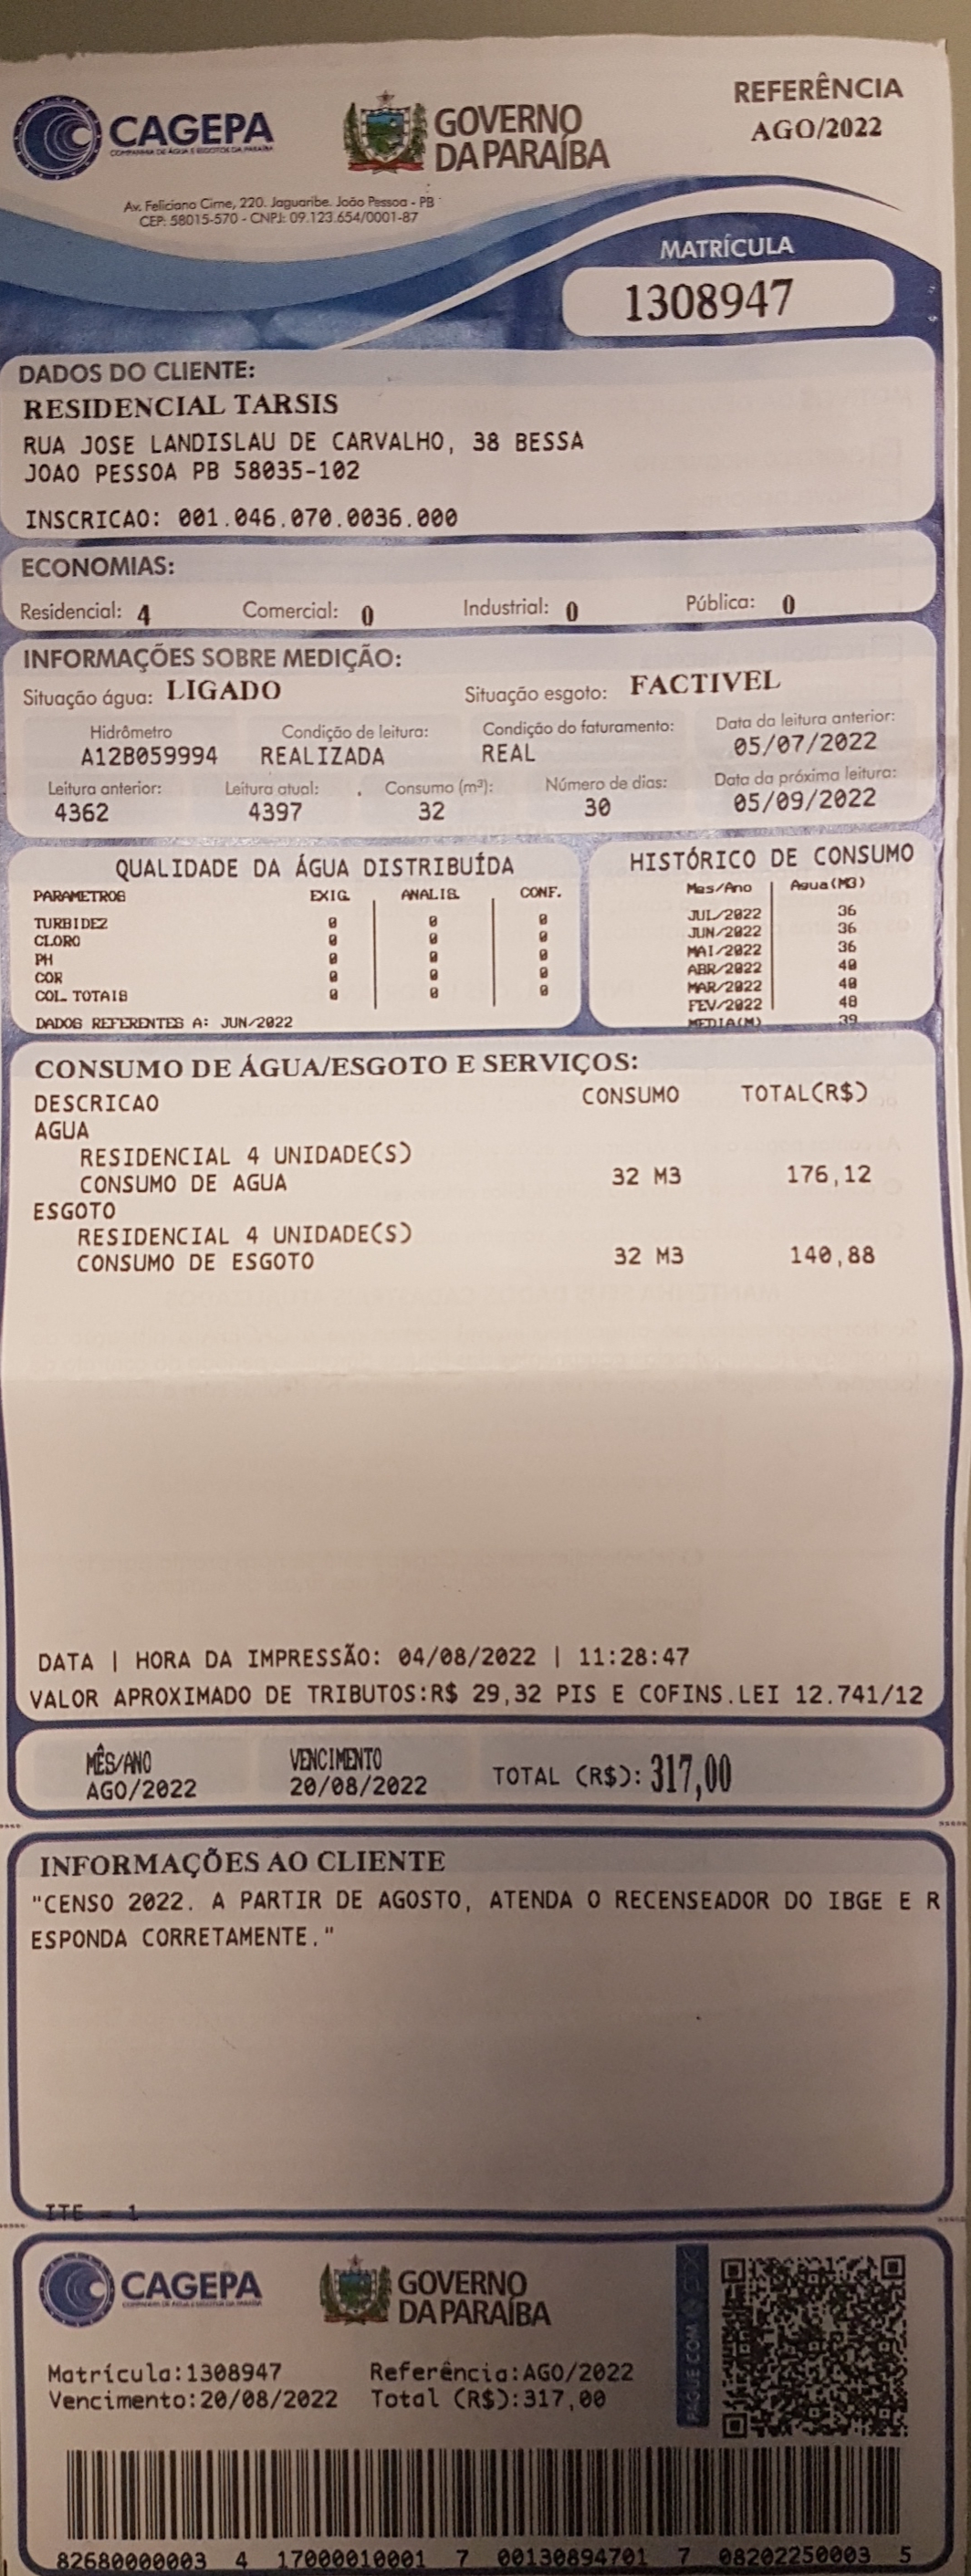 CAGEPA
COMPANHIA DE ÁGUA E ESGOTOS DA PARAÍBA
GOVERNO
DA PARAÍBA
REFERÊNCIA
AGO/2022
Av. Feliciano Cirne, 220. Jaguaribe. João Pessoa - PB
CEP: 58015-570 - CNPJ: 09.123.654/0001-87
MATRÍCULA
1308947
DADOS DO CLIENTE:
RESIDENCIAL TARSIS
RUA JOSE LANDISLAU DE CARVALHO, 38 BESSA
JOAO PESSOA PB 58035-102
INSCRICAO: 001.046.070.0036.000
ECONOMIAS:
Residencial: 4 Comercial: 0 Industrial: 0 Pública: 0
INFORMAÇÕES SOBRE MEDIÇÃO:
Situação água: LIGADO Situação esgoto: FACTIVEL
Hidrômetro Condição de leitura: Condição do faturamento: Data da leitura anterior:
A12B059994 REALIZADA REAL 05/07/2022
Leitura anterior: Leitura atual: Consumo (m³): Número de dias: Data da próxima leitura:
4362 4397 32 30 05/09/2022
QUALIDADE DA ÁGUA DISTRIBUÍDA
PARAMETROS EXIG. ANALIS. CONF.
TURBIDEZ 0 0 0
CLORO 0 0 0
PH 0 0 0
COR 0 0 0
COL. TOTAIS 0 0 0
DADOS REFERENTES A: JUN/2022
HISTÓRICO DE CONSUMO
Mes/Ano Agua(M3)
JUL/2022 36
JUN/2022 36
MAI/2022 36
ABR/2022 40
MAR/2022 40
FEV/2022 48
MEDIA(M) 39
CONSUMO DE ÁGUA/ESGOTO E SERVIÇOS:
DESCRICAO CONSUMO TOTAL(R$)
AGUA
RESIDENCIAL 4 UNIDADE(S)
CONSUMO DE AGUA 32 M3 176,12
ESGOTO
RESIDENCIAL 4 UNIDADE(S)
CONSUMO DE ESGOTO 32 M3 140,88
DATA | HORA DA IMPRESSÃO: 04/08/2022 | 11:28:47
VALOR APROXIMADO DE TRIBUTOS:R$ 29,32 PIS E COFINS.LEI 12.741/12
MÊS/ANO VENCIMENTO
AGO/2022 20/08/2022 TOTAL (R$): 317,00
INFORMAÇÕES AO CLIENTE
"CENSO 2022. A PARTIR DE AGOSTO, ATENDA O RECENSEADOR DO IBGE E R
ESPONDA CORRETAMENTE."
ITE = 1
CAGEPA
GOVERNO
DA PARAÍBA
PAGUE COM PIX
Matrícula:1308947 Referência:AGO/2022
Vencimento:20/08/2022 Total (R$):317,00
82680000003 4 17000010001 7 00130894701 7 08202250003 5